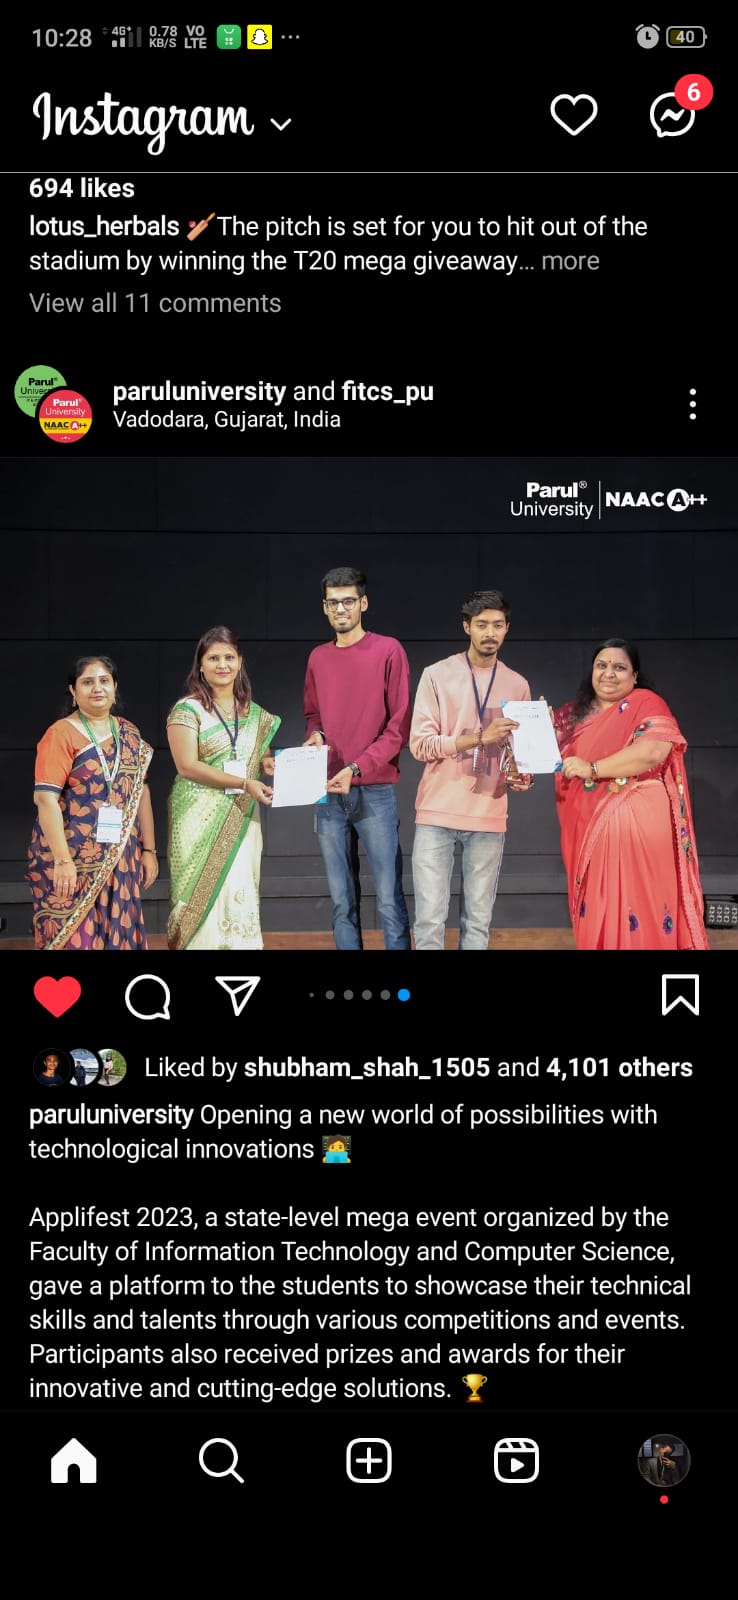 10:28 4G+ 0.78 KB/S VO LTE 40
Instagram
6
694 likes
lotus_herbals 🏏The pitch is set for you to hit out of the
stadium by winning the T20 mega giveaway... more
View all 11 comments
Parul®
Parul®
University
NAAC A++
paruluniversity and fitcs_pu
Vadodara, Gujarat, India
Parul®
University NAAC A++
Liked by shubham_shah_1505 and 4,101 others
paruluniversity Opening a new world of possibilities with
technological innovations 🧑‍💻
Applifest 2023, a state-level mega event organized by the
Faculty of Information Technology and Computer Science,
gave a platform to the students to showcase their technical
skills and talents through various competitions and events.
Participants also received prizes and awards for their
innovative and cutting-edge solutions. 🏆